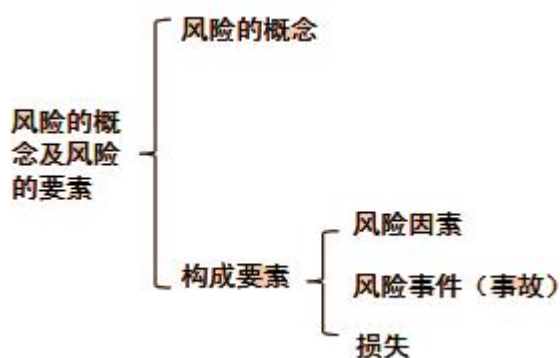 风险的概念
风险的概
念及风险
的要素
构成要素
风险因素
风险事件（事故）
损失